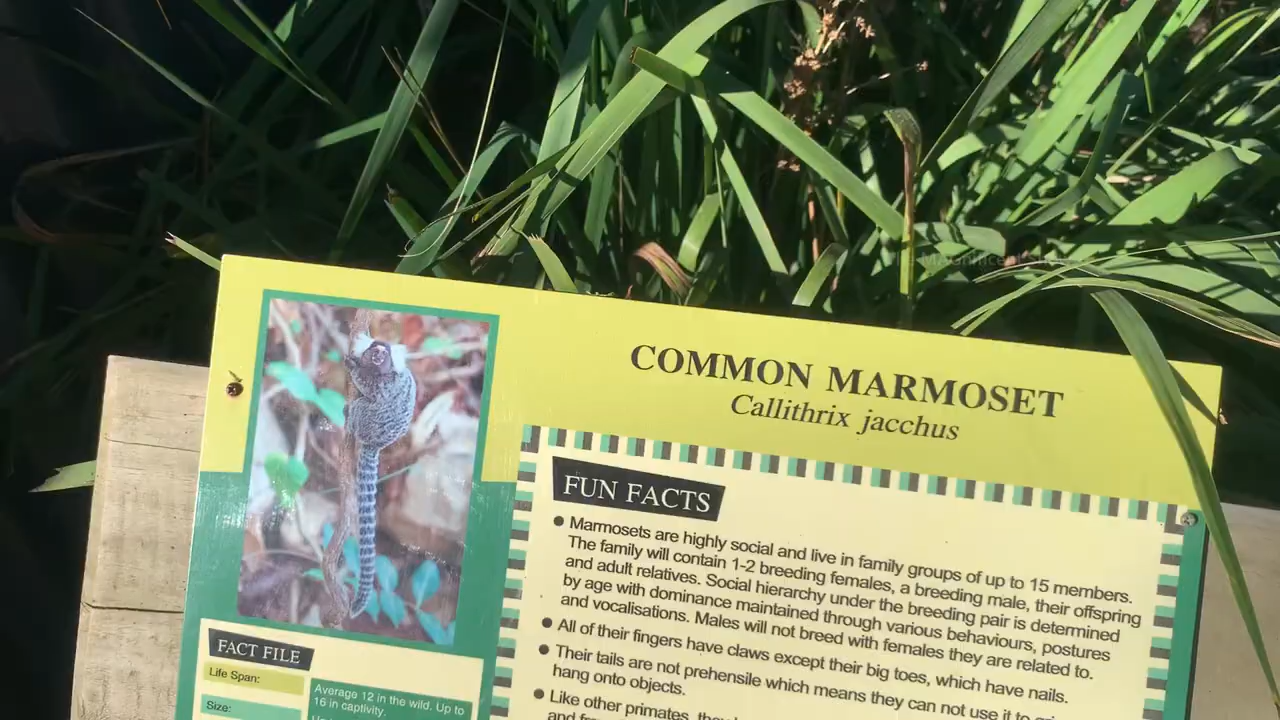 COMMON MARMOSET
Callithrix jacchus
FUN FACTS
● Marmosets are highly social and live in family groups of up to 15 members.
The family will contain 1-2 breeding females, a breeding male, their offspring
and adult relatives. Social hierarchy under the breeding pair is determined
by age with dominance maintained through various behaviours, postures
and vocalisations. Males will not breed with females they are related to.
● All of their fingers have claws except their big toes, which have nails.
● Their tails are not prehensile which means they can not use it to
hang onto objects.
● Like other primates,
FACT FILE
Life Span:
Average 12 in the wild. Up to
16 in captivity.
Size: